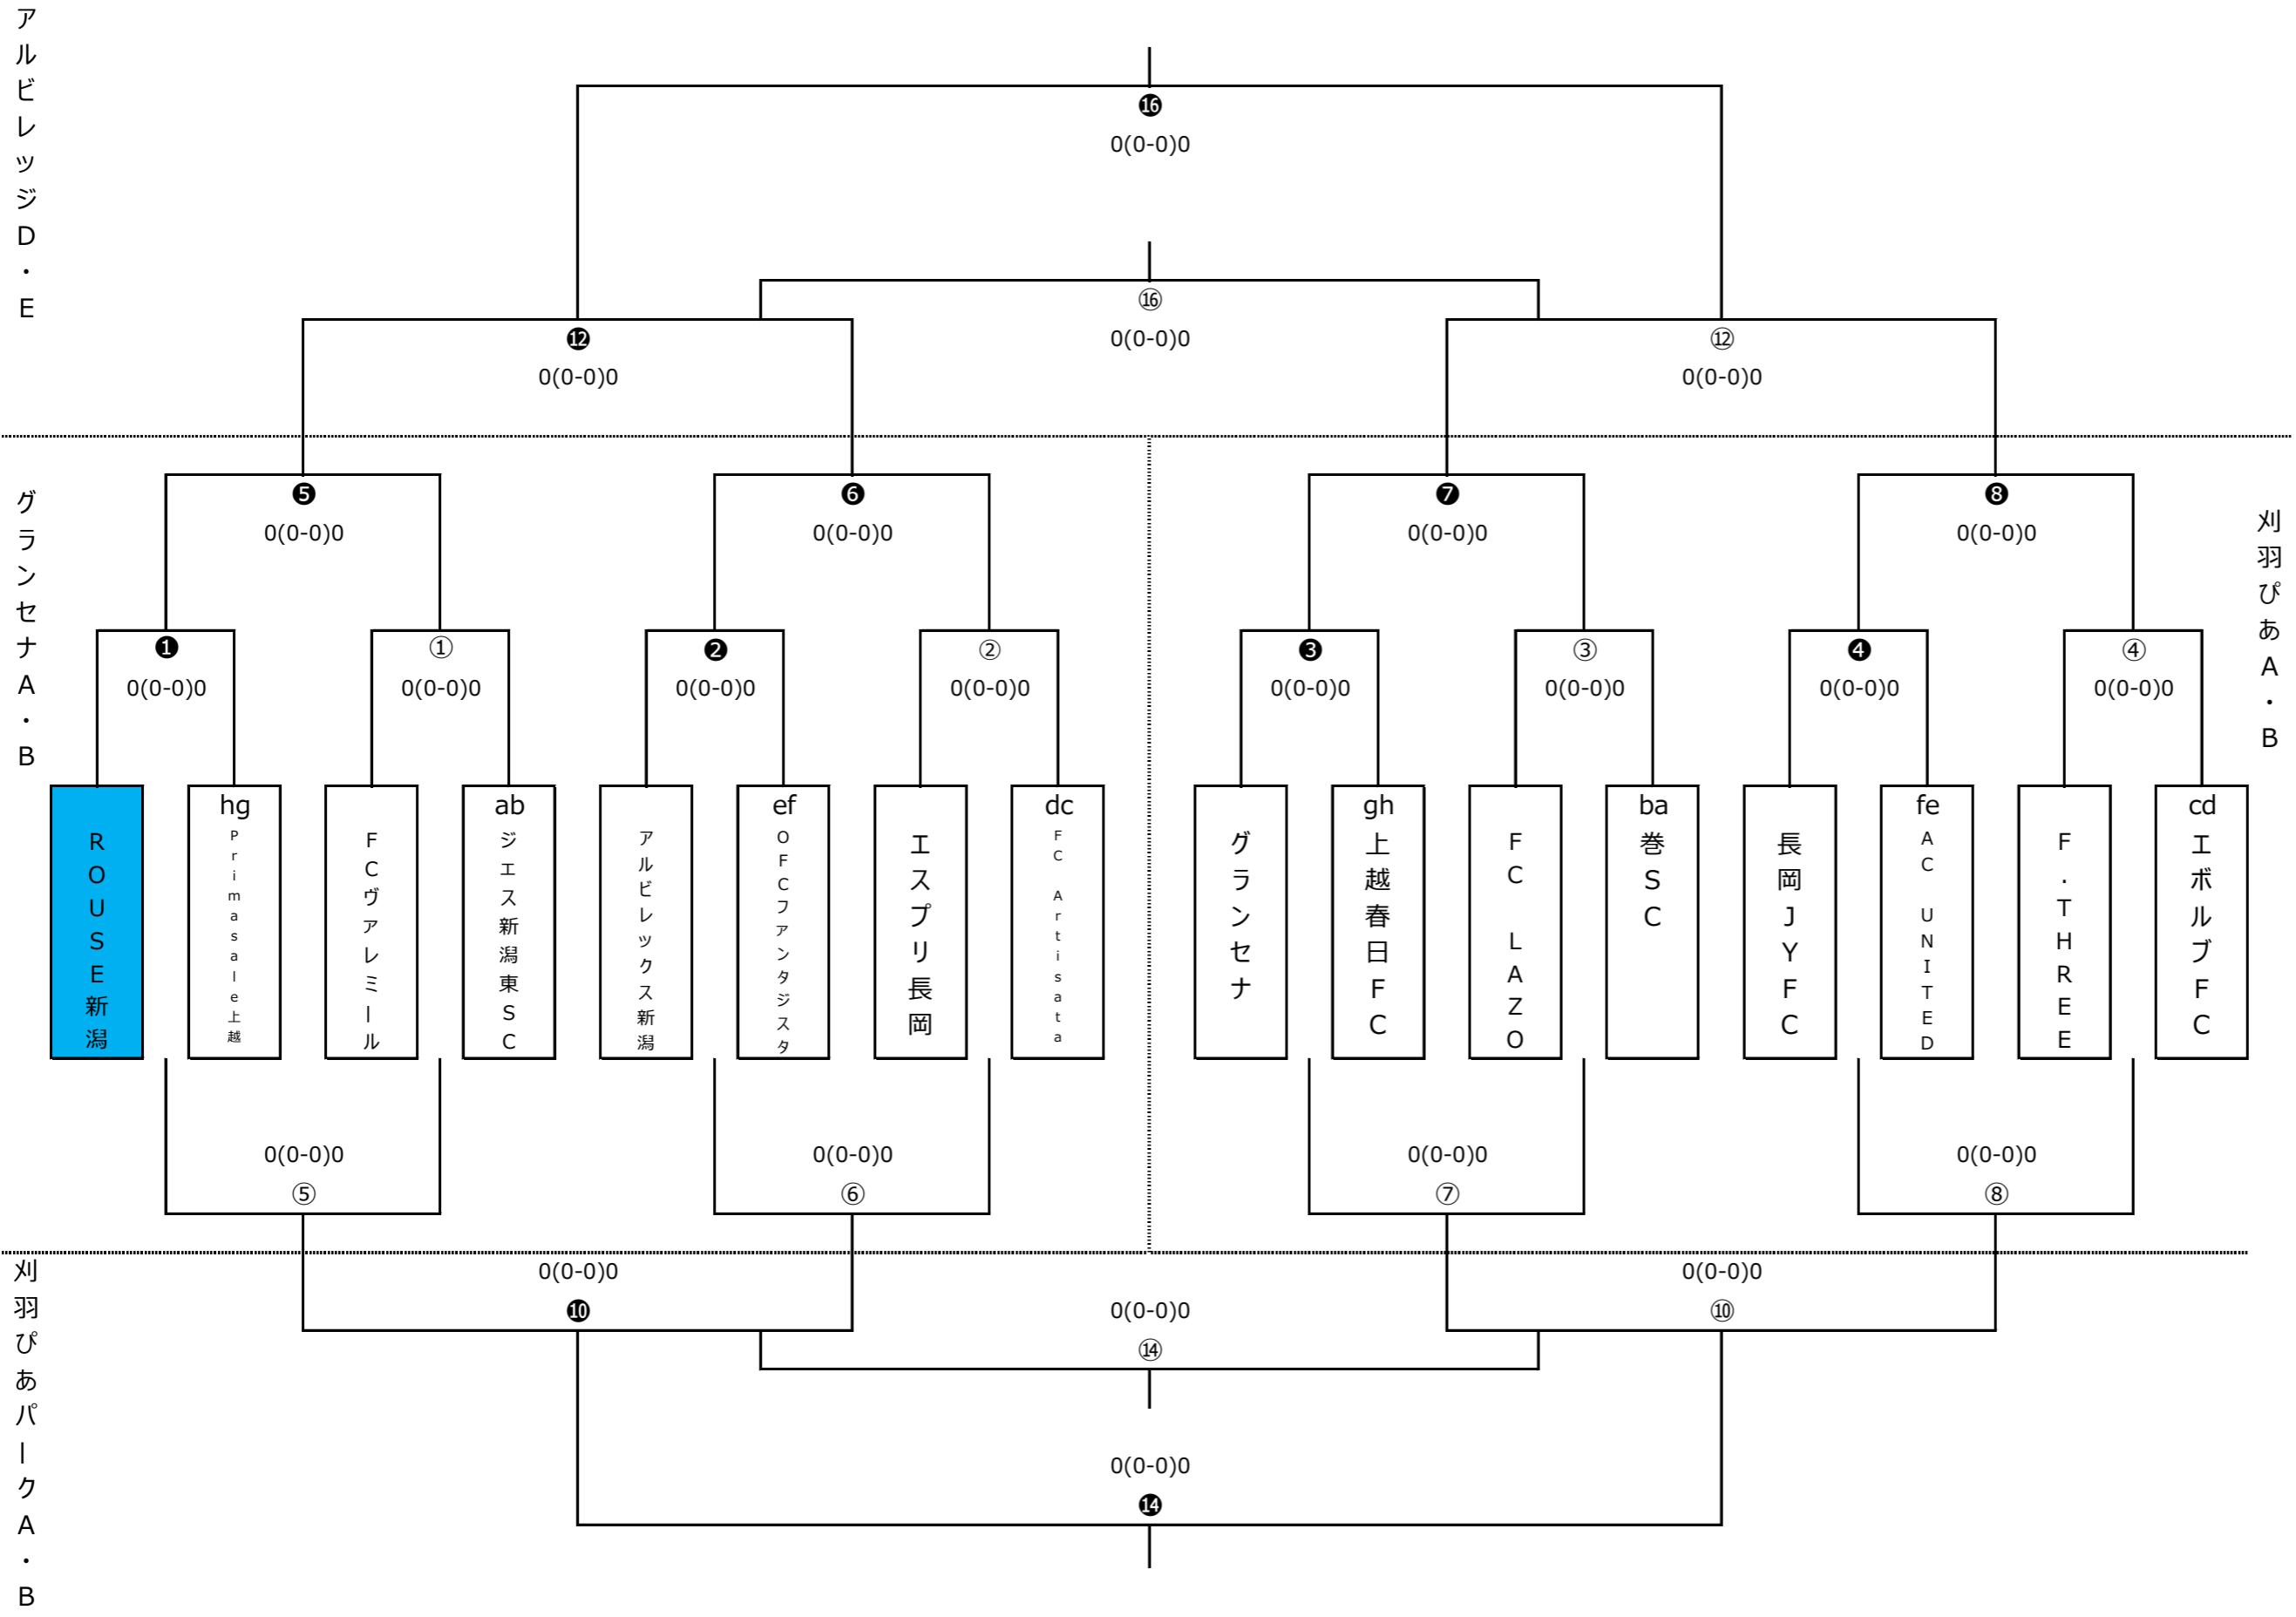 アルビレッジD・E
⓰
0(0-0)0
⑯
0(0-0)0
⓬
0(0-0)0
⑫
0(0-0)0
グランセナA・B
刈羽ぴあA・B
❺
0(0-0)0
❻
0(0-0)0
❼
0(0-0)0
❽
0(0-0)0
❶
0(0-0)0
①
0(0-0)0
❷
0(0-0)0
②
0(0-0)0
❸
0(0-0)0
③
0(0-0)0
❹
0(0-0)0
④
0(0-0)0
ROUSE新潟
hg
Primasale上越
FCヴァレミール
ab
ジェス新潟東SC
アルビレックス新潟
ef
OFCファンタジスタ
エスプリ長岡
dc
FC Artisata
グランセナ
gh
上越春日FC
FC LAZO
ba
巻SC
長岡JYFC
fe
AC UNITED
F.THREE
cd
エボルブFC
0(0-0)0
⑤
0(0-0)0
⑥
0(0-0)0
⑦
0(0-0)0
⑧
刈羽ぴあパークA・B
0(0-0)0
❿
0(0-0)0
⑩
0(0-0)0
⑭
0(0-0)0
⓮